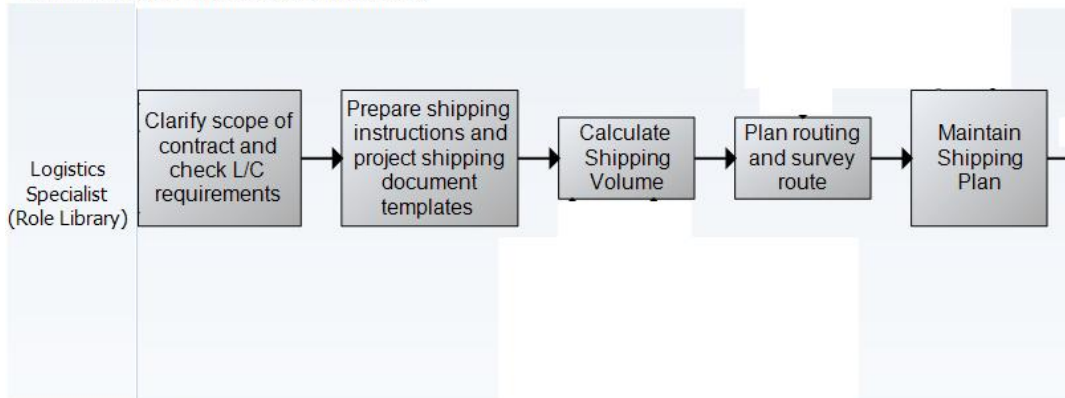 Logistics
Specialist
(Role Library)
Clarify scope of
contract and
check L/C
requirements
Prepare shipping
instructions and
project shipping
document
templates
Calculate
Shipping
Volume
Plan routing
and survey
route
Maintain
Shipping
Plan